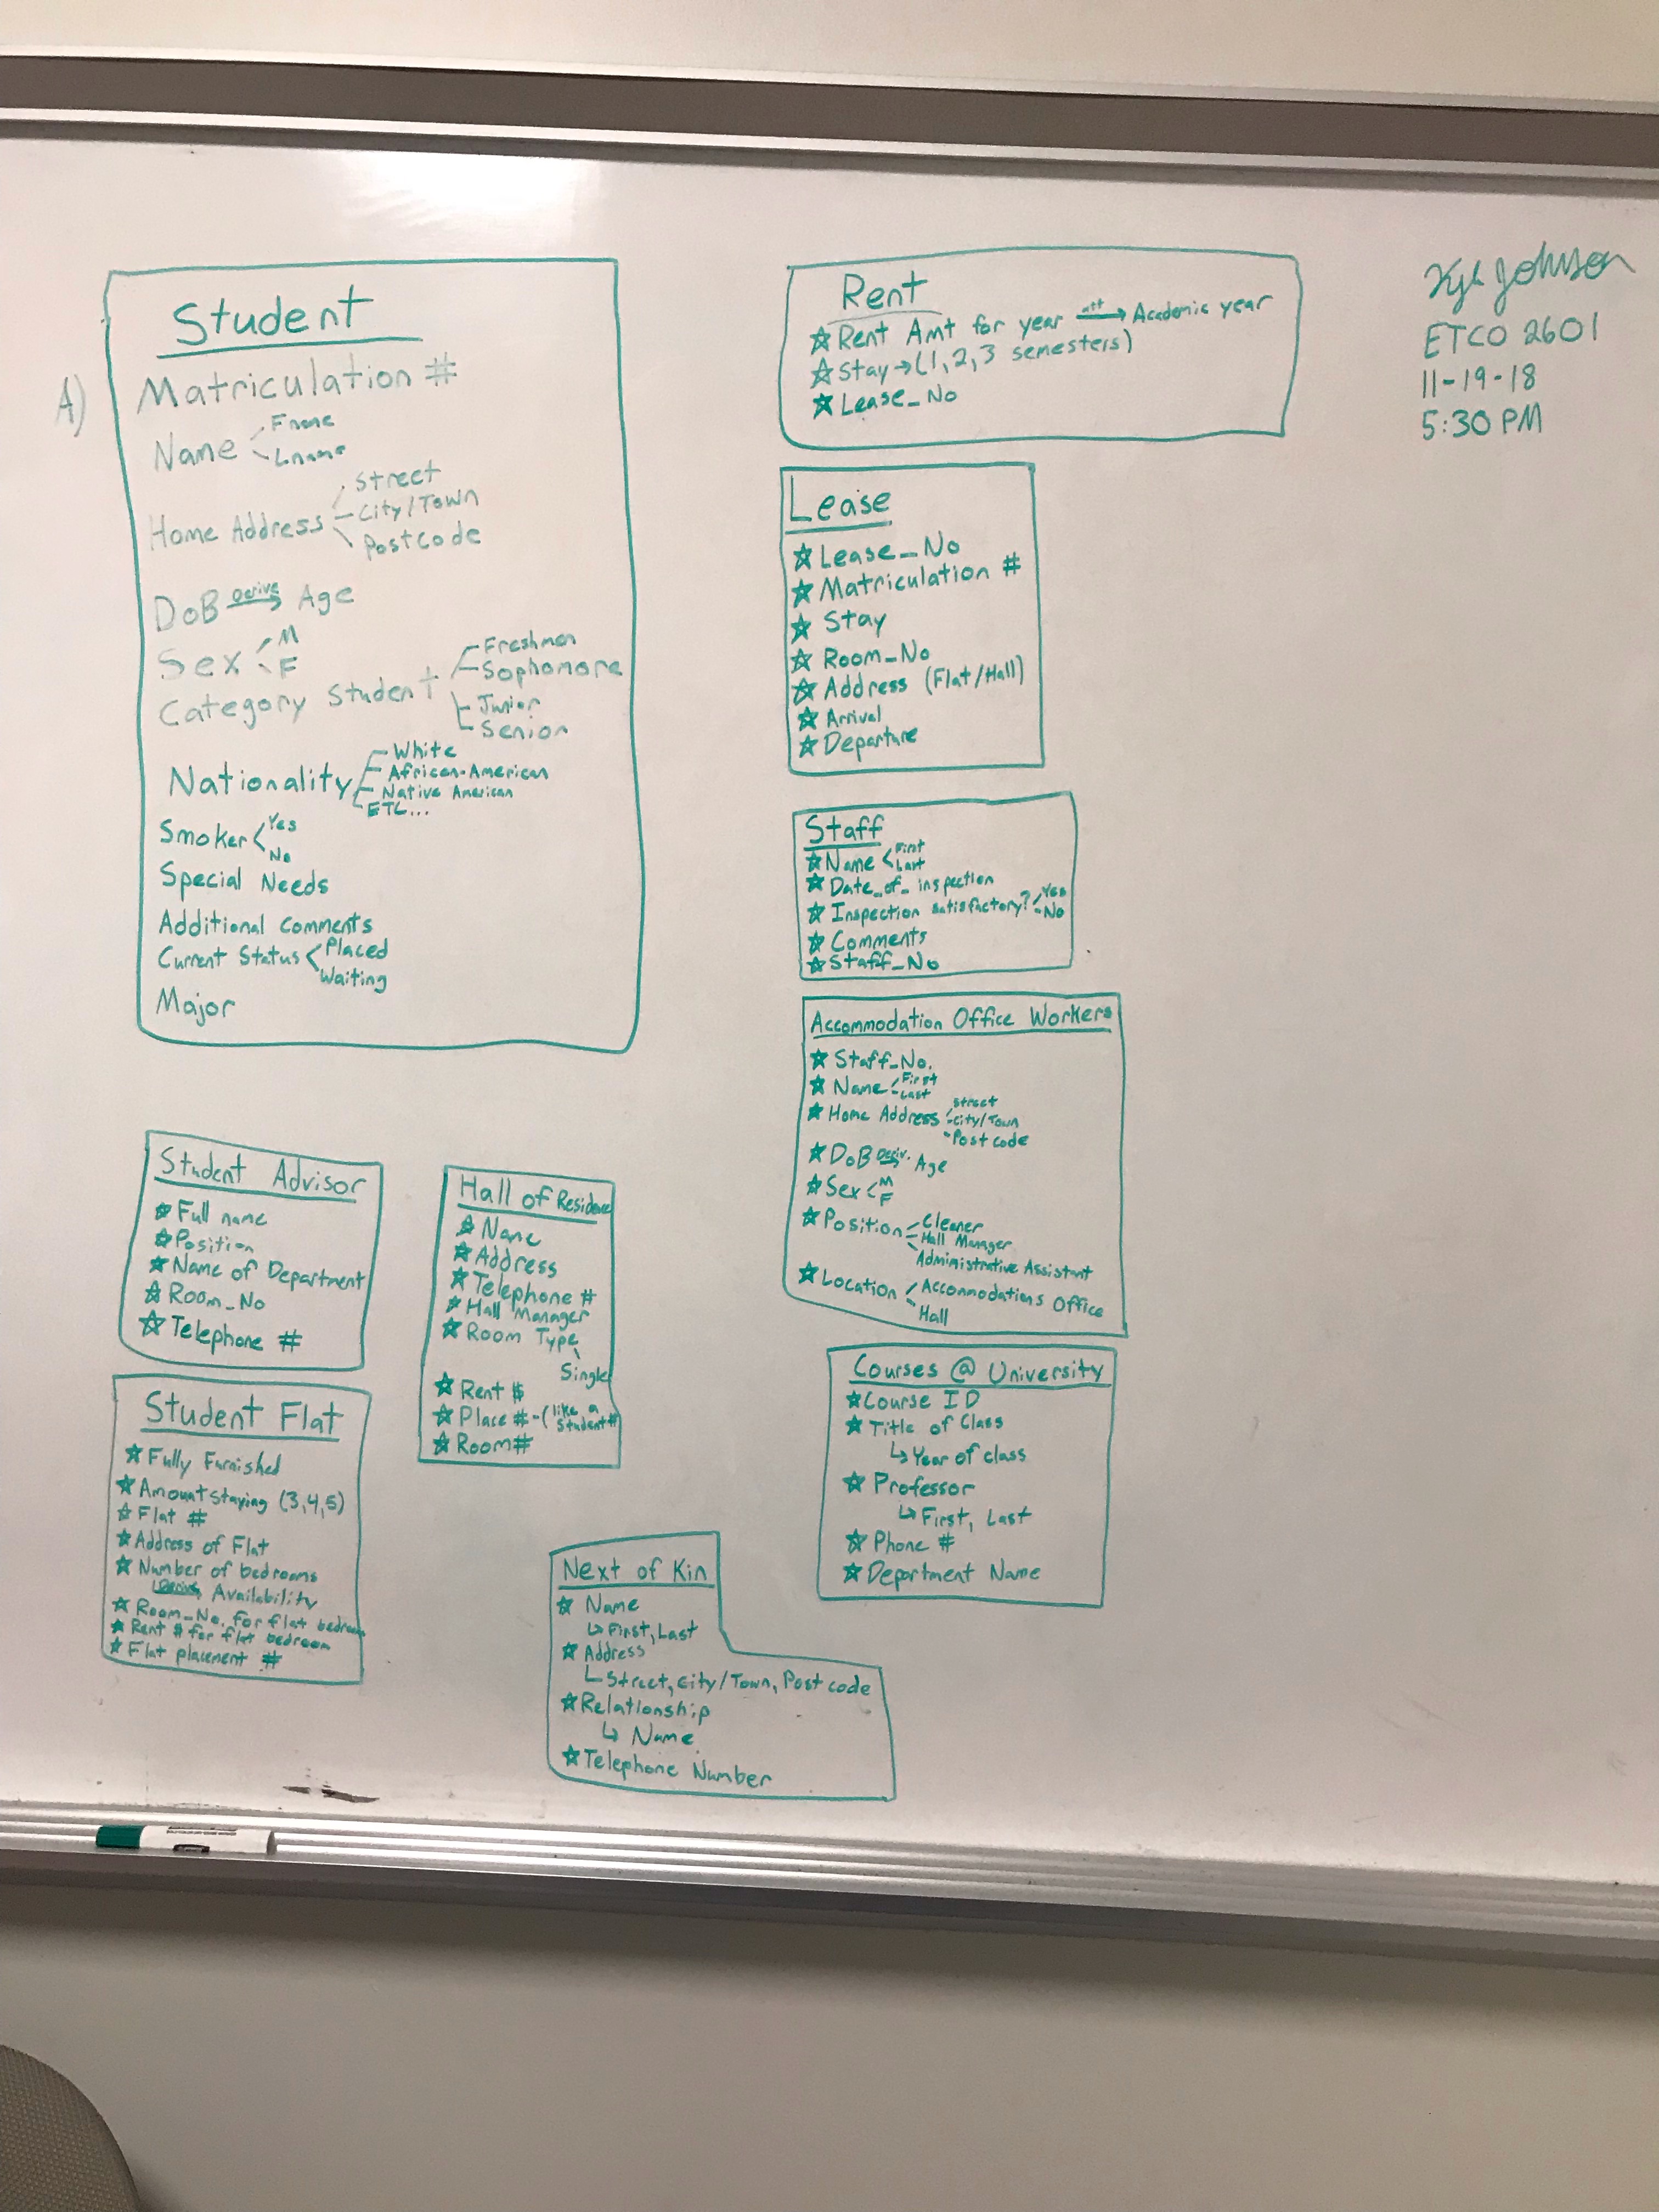 A)
Student
Matriculation #
Name
Fname
Lname
Home Address
Street
City/Town
Postcode
DoB Derive Age
Sex
M
F
Category Student
Freshmen
Sophomore
Junior
Senior
Nationality
White
African-American
Native American
ETC...
Smoker
Yes
No
Special Needs
Additional Comments
Current Status
Placed
Waiting
Major
Student Advisor
☆ Full name
☆ Position
☆ Name of Department
☆ Room_No
☆ Telephone #
Student Flat
☆ Fully Furnished
☆ Amount staying (3,4,5)
☆ Flat #
☆ Address of Flat
☆ Number of bedrooms
↳ Derive Availability
☆ Room_No. for flat bedroom
☆ Rent # for flat bedroom
☆ Flat placement #
Hall of Residence
☆ Name
☆ Address
☆ Telephone #
☆ Hall Manager
☆ Room Type
Single
☆ Rent $
☆ Place # - (like a
Student#
☆ Room#
Next of Kin
☆ Name
↳ First, Last
☆ Address
↳ Street, City/Town, Post code
☆ Relationship
↳ Name
☆ Telephone Number
Rent
☆ Rent Amt for year att → Academic year
☆ Stay → (1, 2, 3 semesters)
☆ Lease_No
Lease
☆ Lease_No
☆ Matriculation #
☆ Stay
☆ Room_No
☆ Address (Flat/Hall)
☆ Arrival
☆ Departure
Staff
☆ Name
First
Last
☆ Date_of_inspection
☆ Inspection satisfactory?
Yes
No
☆ Comments
☆ Staff_No
Accommodation Office Workers
☆ Staff_No.
☆ Name
First
Last
☆ Home Address
Street
City/Town
Post code
☆ DoB Deriv. → Age
☆ Sex
M
F
☆ Position
Cleaner
Hall Manager
Administrative Assistant
☆ Location
Accommodations Office
Hall
Courses @ University
☆ Course ID
☆ Title of Class
↳ Year of class
☆ Professor
↳ First, Last
☆ Phone #
☆ Department Name
Kyle Johnson
ETCO 2601
11-19-18
5:30 PM